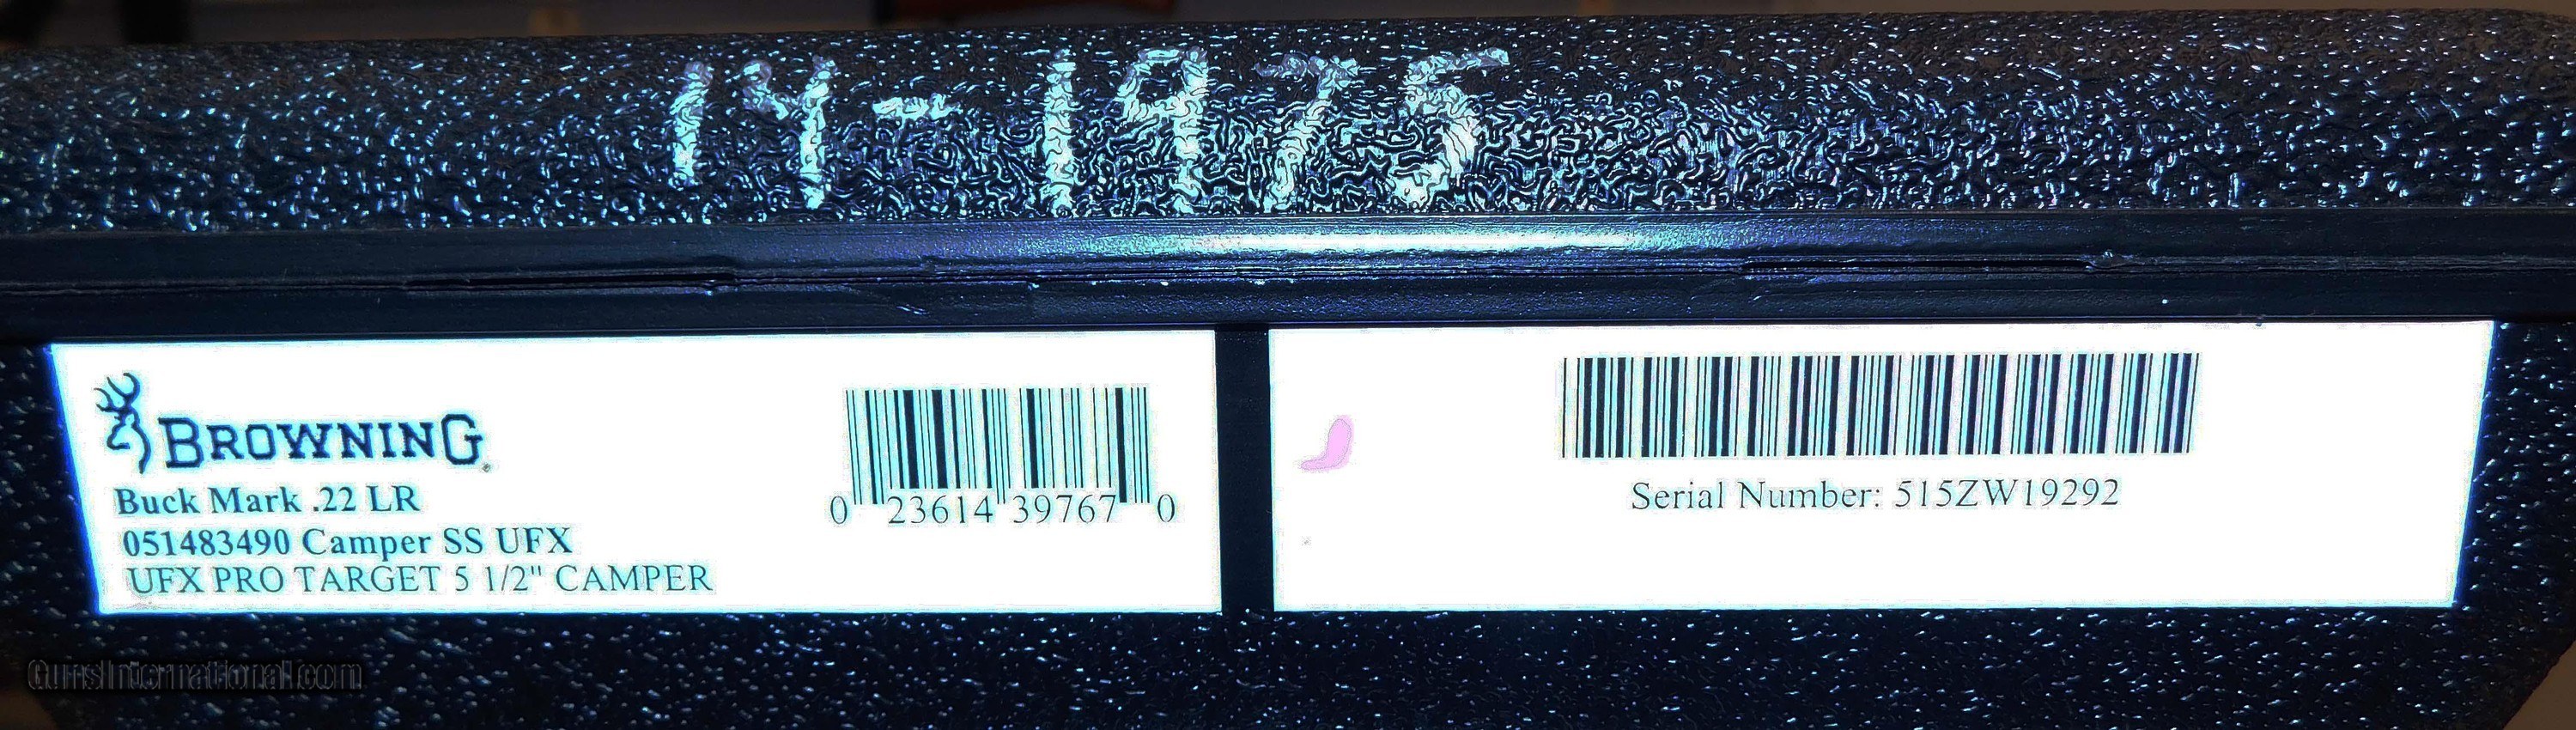 14-1975
BROWNING
Buck Mark .22 LR
051483490 Camper SS UFX
UFX PRO TARGET 5 1/2" CAMPER
0 23614 39767 0
Serial Number: 515ZW19292
GunsInternational.com